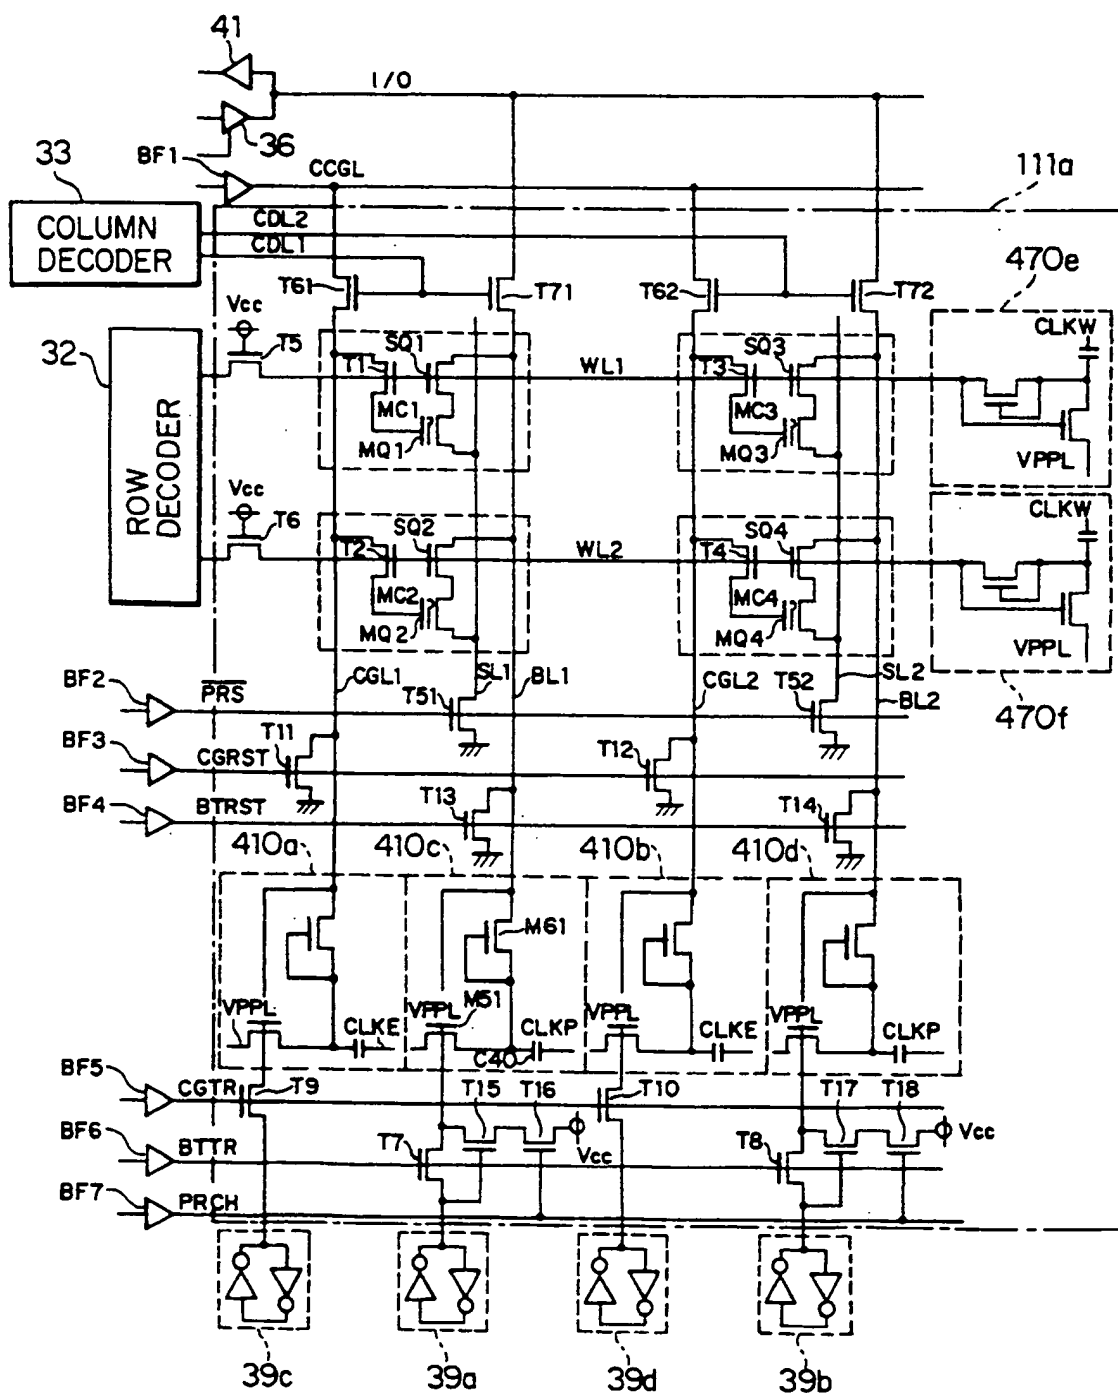 41
I/O
36
33
BF1
CCGL
111a
COLUMN
DECODER
CDL2
CDL1
470e
T61
T71
T62
T72
CLKW
Vcc
32
T5
SQ1
SQ3
T1
WL1
T3
MC1
MC3
MQ1
MQ3
VPPL
ROW
DECODER
Vcc
T6
SQ2
SQ4
CLKW
T2
WL2
T4
MC2
MC4
MQ2
MQ4
VPPL
BF2
PRS
CGL1
T51
SL1
BL1
CGL2
T52
SL2
BL2
470f
BF3
CGRST
T11
T12
BF4
BTRST
T13
T14
410a
410c
410b
410d
M61
VPPL
CLKE
VPPL
M51
CLKP
VPPL
CLKE
VPPL
CLKP
C40
BF5
CGTR
T9
T15
T16
T10
T17
T18
BF6
BTTR
T7
Vcc
T8
Vcc
BF7
PRCH
39c
39a
39d
39b